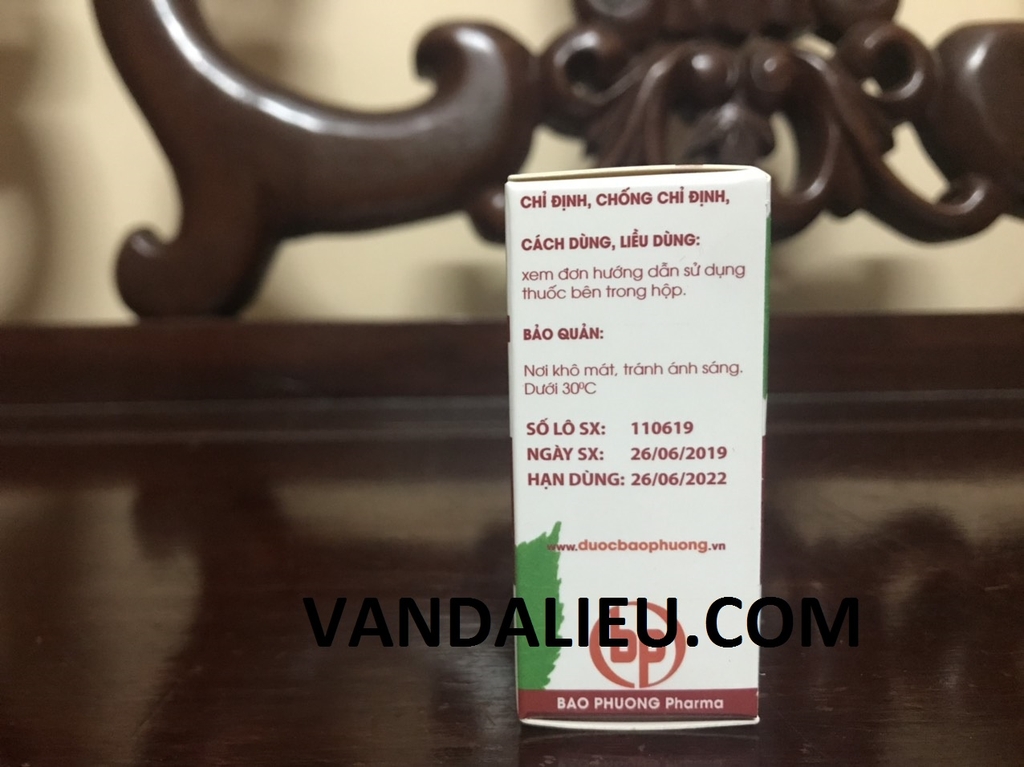 CHỈ ĐỊNH, CHỐNG CHỈ ĐỊNH,
CÁCH DÙNG, LIỀU DÙNG:
xem đơn hướng dẫn sử dụng
thuốc bên trong hộp.
BẢO QUẢN:
Nơi khô mát, tránh ánh sáng.
Dưới 30⁰C
SỐ LÔ SX: 110619
NGÀY SX: 26/06/2019
HẠN DÙNG: 26/06/2022
www.duocbaophuong.vn
VANDALIEU.COM
bp
BAO PHUONG Pharma